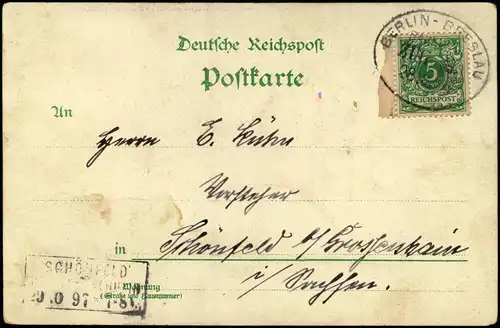 Deutsche Reichspost
Postkarte
BERLIN - BRESLAU
5
REICHSPOST
An
Herrn E. Kühn
Vorsteher
in Schönfeld b/ Grossenhain
i/ Sachsen.
SCHÖNFELD
97
Wohnung
(Straße und Hausnummer)